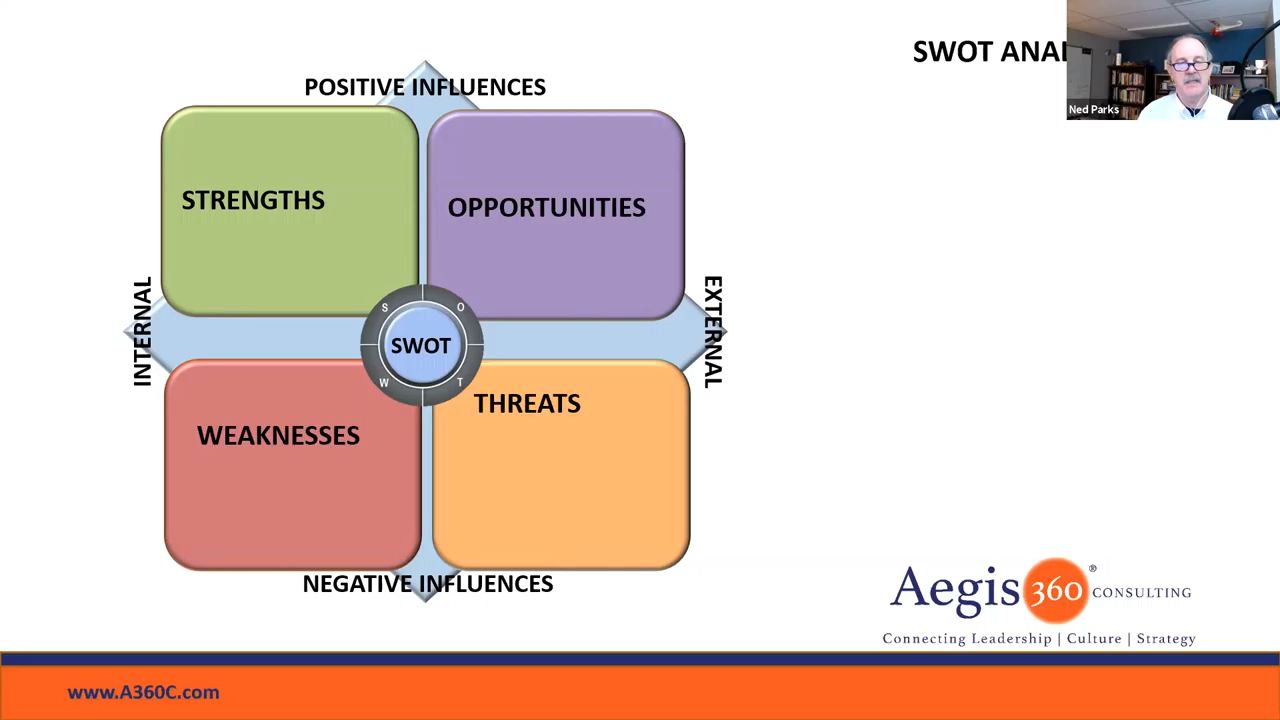 SWOT ANAL
Ned Parks
POSITIVE INFLUENCES
STRENGTHS
OPPORTUNITIES
INTERNAL
EXTERNAL
S O
SWOT
W T
WEAKNESSES
THREATS
NEGATIVE INFLUENCES
Aegis 360® CONSULTING
Connecting Leadership | Culture | Strategy
www.A360C.com